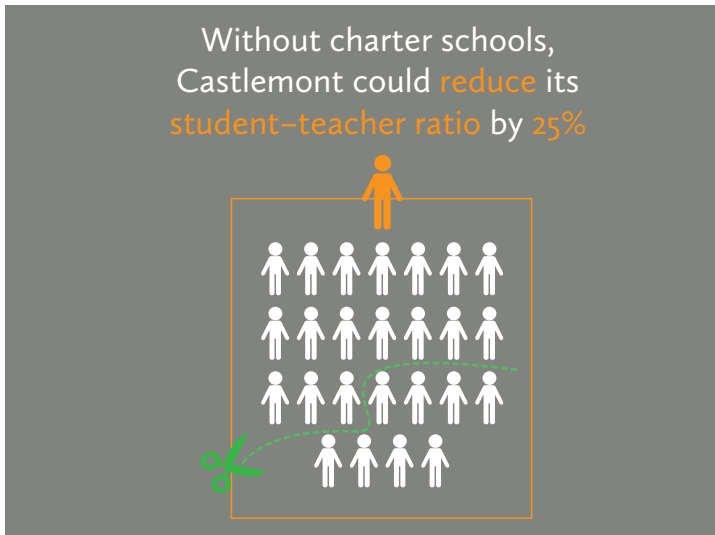 Without charter schools,
Castlemont could reduce its
student–teacher ratio by 25%